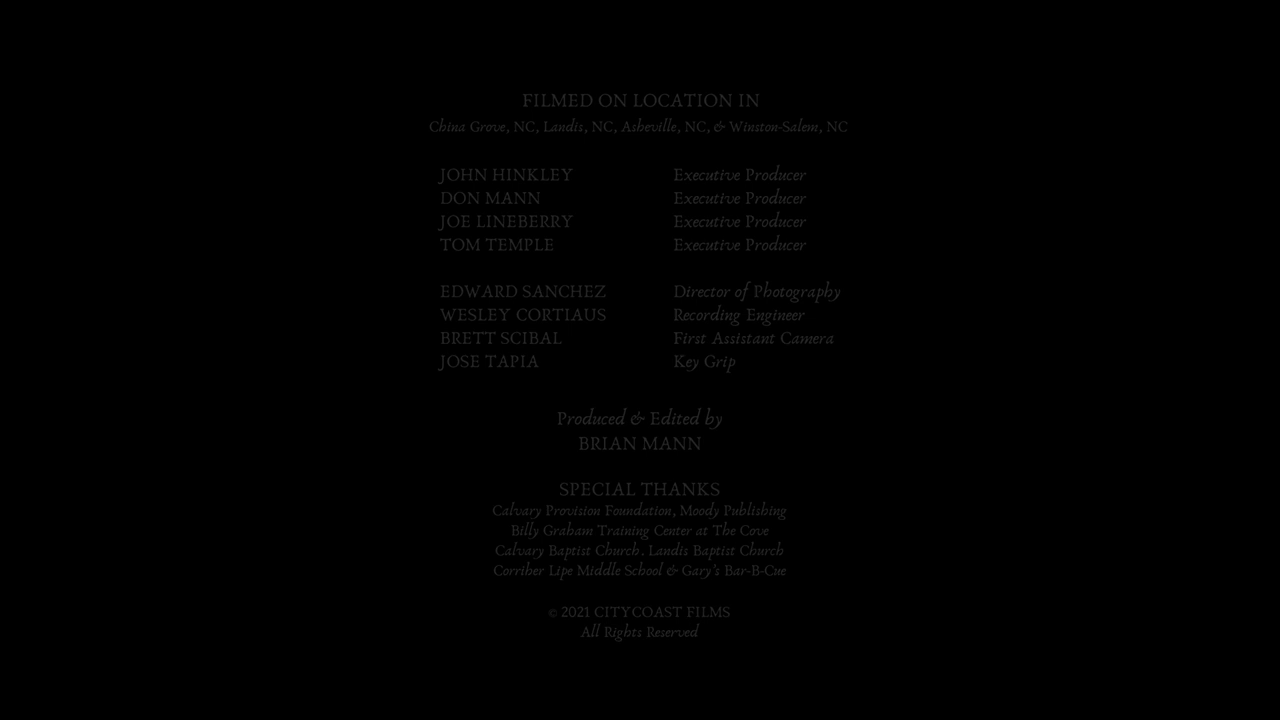 FILMED ON LOCATION IN
China Grove, NC, Landis, NC, Asheville, NC, & Winston-Salem, NC
JOHN HINKLEY Executive Producer
DON MANN Executive Producer
JOE LINEBERRY Executive Producer
TOM TEMPLE Executive Producer
EDWARD SANCHEZ Director of Photography
WESLEY CORTIAUS Recording Engineer
BRETT SCIBAL First Assistant Camera
JOSE TAPIA Key Grip
Produced & Edited by
BRIAN MANN
SPECIAL THANKS
Calvary Provision Foundation, Moody Publishing
Billy Graham Training Center at The Cove
Calvary Baptist Church. Landis Baptist Church
Corriher Lipe Middle School & Gary's Bar-B-Cue
© 2021 CITYCOAST FILMS
All Rights Reserved